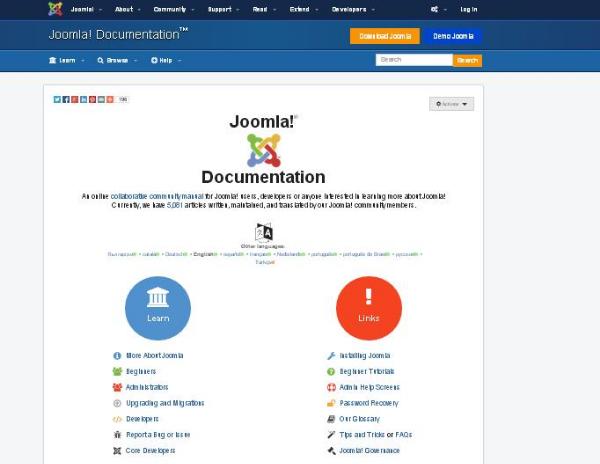 Joomla! About Community Support Read Extend Developers Log in
Joomla! Documentation™
Download Joomla Demo Joomla
Learn Browse Help Search Search
196
Actions
Joomla!®
Documentation
An online collaborative community manual for Joomla! users, developers or anyone interested in learning more about Joomla!
Currently, we have 5,081 articles written, maintained, and translated by our Joomla! community members.
Other languages:
català • Deutsch • English • español • français • Nederlands • português • português do Brasil • русский •
Türkçe
Learn
Links
More About Joomla
Installing Joomla
Beginners
Beginner Tutorials
Administrators
Admin Help Screens
Upgrading and Migrations
Password Recovery
Developers
Our Glossary
Report a Bug or Issue
Tips and Tricks or FAQs
Core Developers
Joomla! Governance